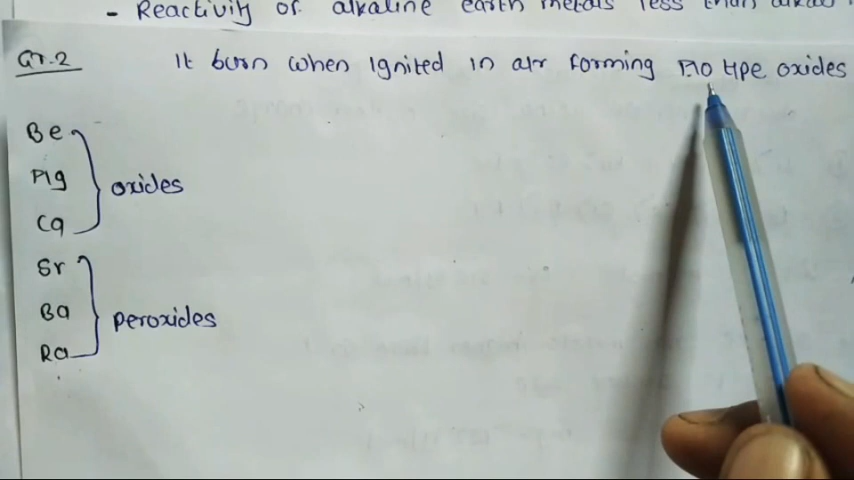 - Reactivity of alkaline earth metals less than
Gr.2 It burn when ignited in air forming MO type oxides
Be
Mg
Ca
oxides
Sr
Ba
Ra
peroxides